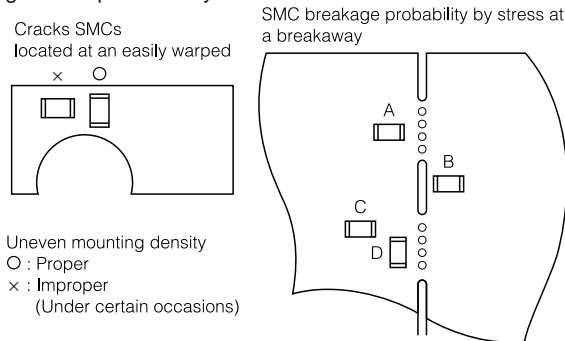 Cracks SMCs
located at an easily warped
× ○
Uneven mounting density
○ : Proper
× : Improper
(Under certain occasions)
SMC breakage probability by stress at
a breakaway
A
B
C
D